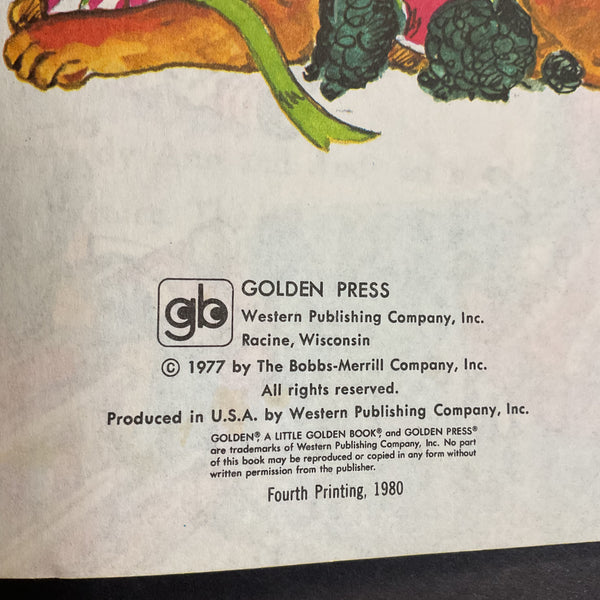 gb
GOLDEN PRESS
Western Publishing Company, Inc.
Racine, Wisconsin
© 1977 by The Bobbs-Merrill Company, Inc.
All rights reserved.
Produced in U.S.A. by Western Publishing Company, Inc.
GOLDEN®, A LITTLE GOLDEN BOOK®, and GOLDEN PRESS®
are trademarks of Western Publishing Company, Inc. No part
of this book may be reproduced or copied in any form without
written permission from the publisher.
Fourth Printing, 1980